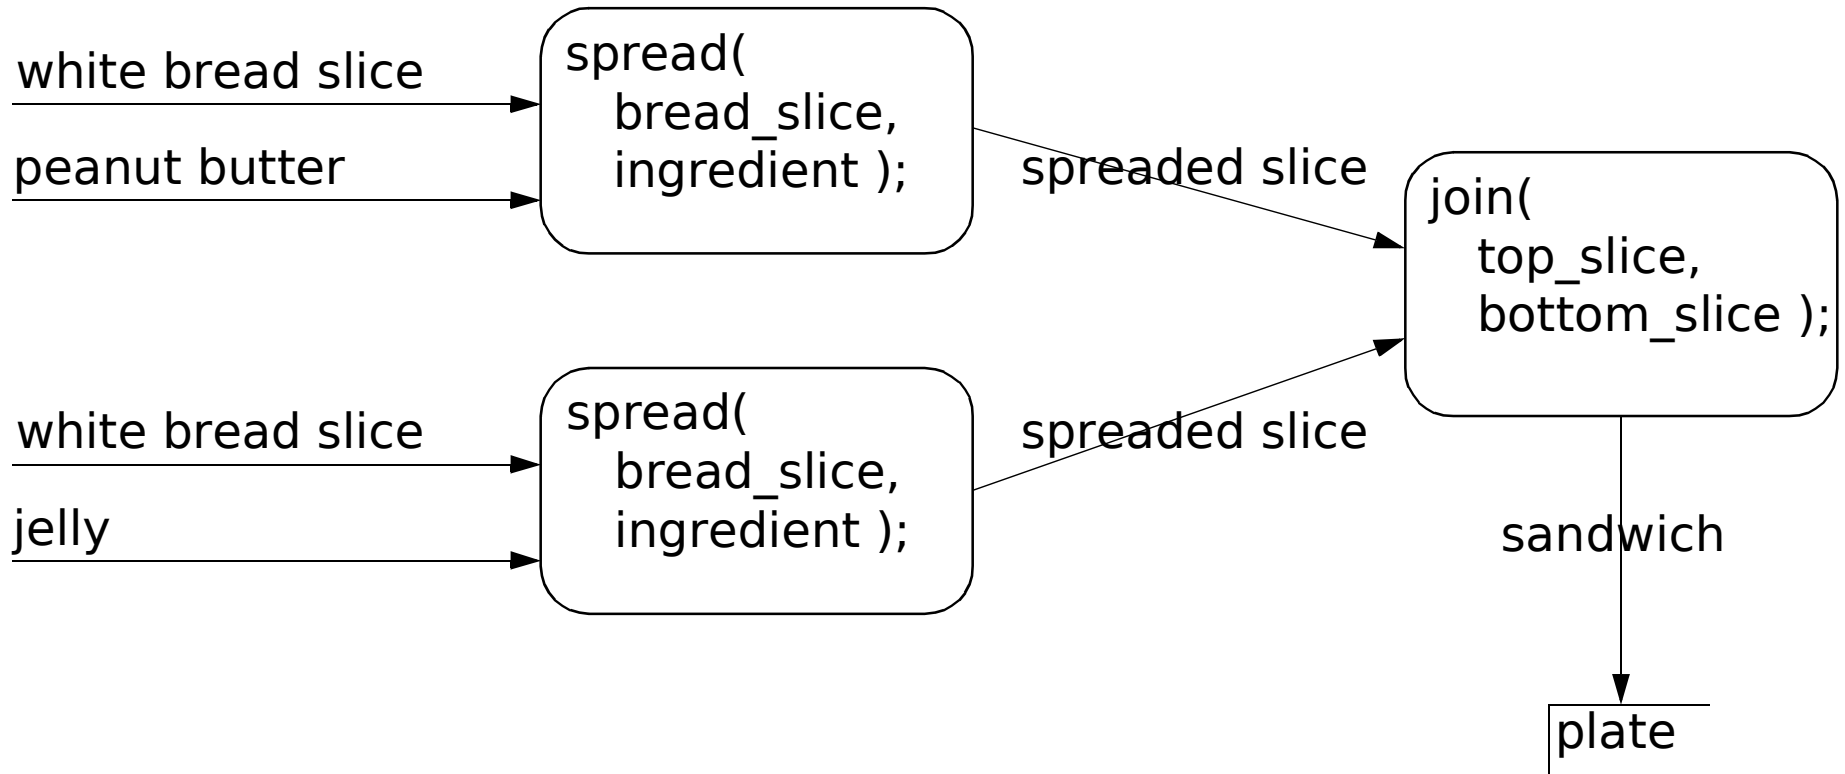 white bread slice
peanut butter
spread(
bread_slice,
ingredient );
spreaded slice
white bread slice
jelly
spread(
bread_slice,
ingredient );
spreaded slice
join(
top_slice,
bottom_slice );
sandwich
plate